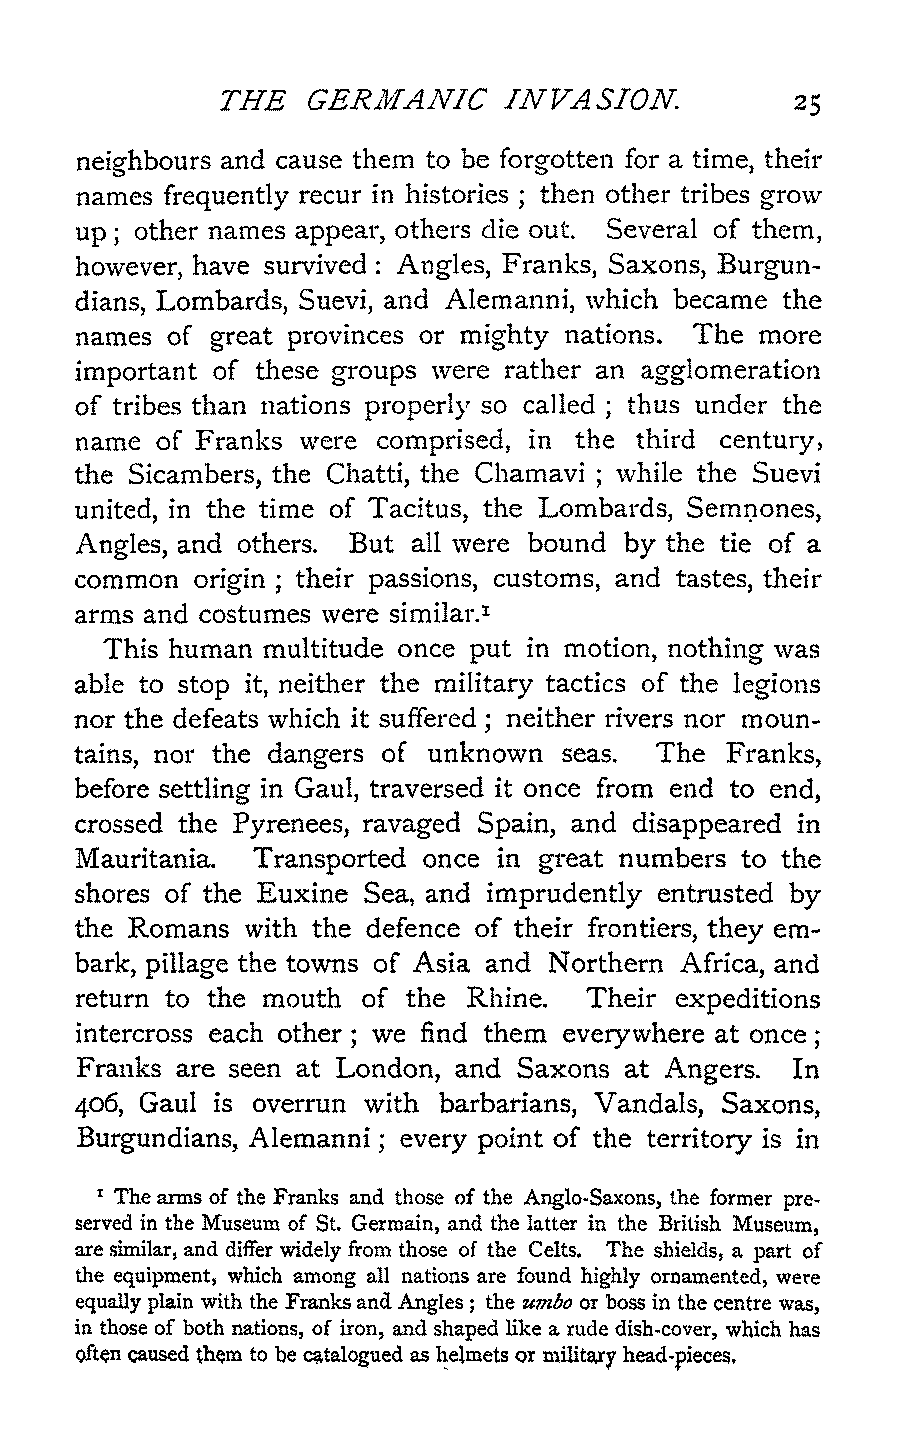 THE GERMANIC INVASION. 25
neighbours and cause them to be forgotten for a time, their
names frequently recur in histories ; then other tribes grow
up ; other names appear, others die out. Several of them,
however, have survived : Angles, Franks, Saxons, Burgun-
dians, Lombards, Suevi, and Alemanni, which became the
names of great provinces or mighty nations. The more
important of these groups were rather an agglomeration
of tribes than nations properly so called ; thus under the
name of Franks were comprised, in the third century,
the Sicambers, the Chatti, the Chamavi ; while the Suevi
united, in the time of Tacitus, the Lombards, Semnones,
Angles, and others. But all were bound by the tie of a
common origin ; their passions, customs, and tastes, their
arms and costumes were similar.¹
This human multitude once put in motion, nothing was
able to stop it, neither the military tactics of the legions
nor the defeats which it suffered ; neither rivers nor moun-
tains, nor the dangers of unknown seas. The Franks,
before settling in Gaul, traversed it once from end to end,
crossed the Pyrenees, ravaged Spain, and disappeared in
Mauritania. Transported once in great numbers to the
shores of the Euxine Sea, and imprudently entrusted by
the Romans with the defence of their frontiers, they em-
bark, pillage the towns of Asia and Northern Africa, and
return to the mouth of the Rhine. Their expeditions
intercross each other ; we find them everywhere at once ;
Franks are seen at London, and Saxons at Angers. In
406, Gaul is overrun with barbarians, Vandals, Saxons,
Burgundians, Alemanni ; every point of the territory is in
¹ The arms of the Franks and those of the Anglo-Saxons, the former pre-
served in the Museum of St. Germain, and the latter in the British Museum,
are similar, and differ widely from those of the Celts. The shields, a part of
the equipment, which among all nations are found highly ornamented, were
equally plain with the Franks and Angles ; the umbo or boss in the centre was,
in those of both nations, of iron, and shaped like a rude dish-cover, which has
often caused them to be catalogued as helmets or military head-pieces.